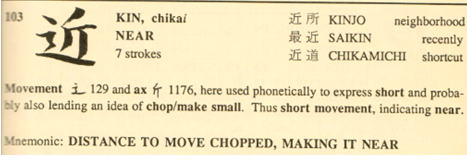 103
近
KIN, chikai
NEAR
7 strokes
近所 KINJO neighborhood
最近 SAIKIN recently
近道 CHIKAMICHI shortcut
Movement 辶 129 and ax 斤 1176, here used phonetically to express short and proba-
bly also lending an idea of chop/make small. Thus short movement, indicating near.
Mnemonic: DISTANCE TO MOVE CHOPPED, MAKING IT NEAR